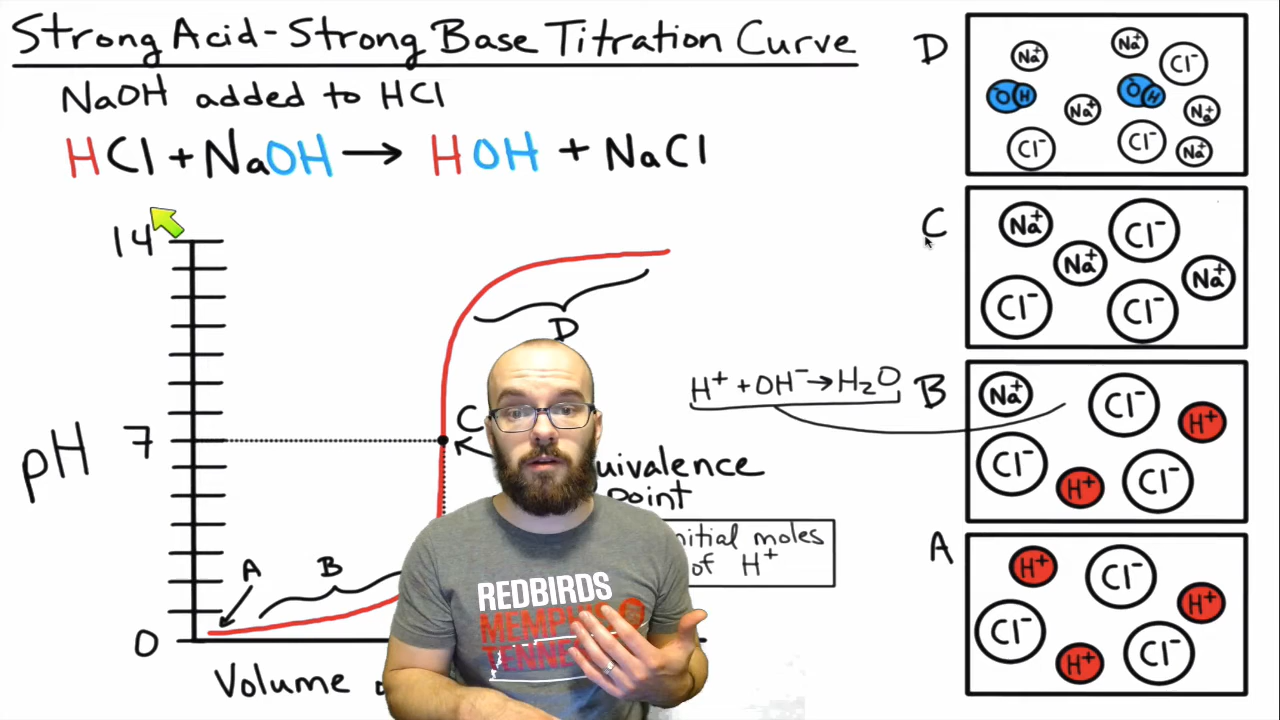 Strong Acid-Strong Base Titration Curve
NaOH added to HCl
HCl + NaOH → HOH + NaCl
14
7
0
pH
A
B
C
D
point
of H⁺
moles
Volume
H⁺ + OH⁻ → H₂O
REDBIRDS
MEMPHIS
D
Na⁺ Na⁺ Cl⁻
OH OH
Na⁺ Na⁺
Cl⁻ Cl⁻ Na⁺
C
Na⁺ Cl⁻
Na⁺ Na⁺
Cl⁻ Cl⁻
B
Na⁺ Cl⁻ H⁺
Cl⁻ H⁺ Cl⁻
A
H⁺ Cl⁻ H⁺
Cl⁻ H⁺ Cl⁻